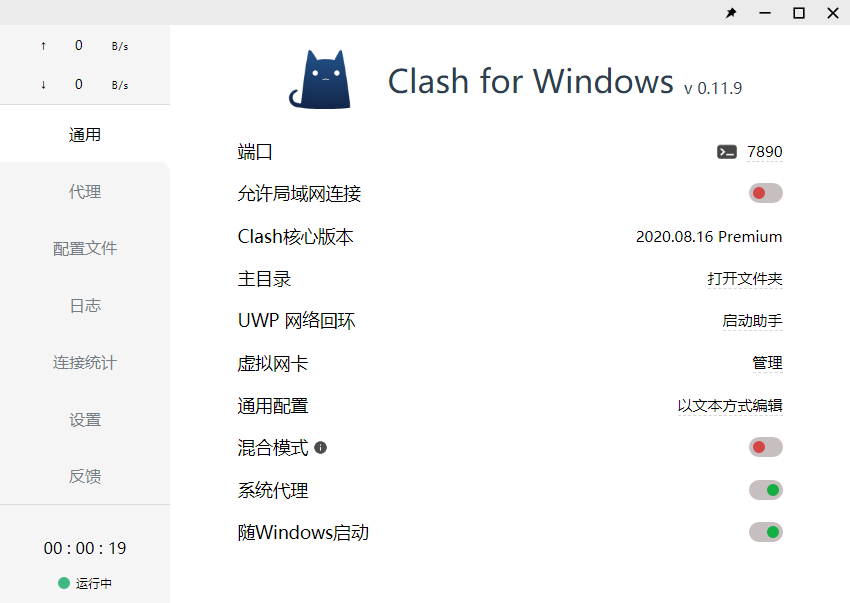 ↑ 0 B/s
↓ 0 B/s
通用
代理
配置文件
日志
连接统计
设置
反馈
00 : 00 : 19
运行中
Clash for Windows v 0.11.9
端口 7890
允许局域网连接
Clash核心版本 2020.08.16 Premium
主目录 打开文件夹
UWP 网络回环 启动助手
虚拟网卡 管理
通用配置 以文本方式编辑
混合模式
系统代理
随Windows启动